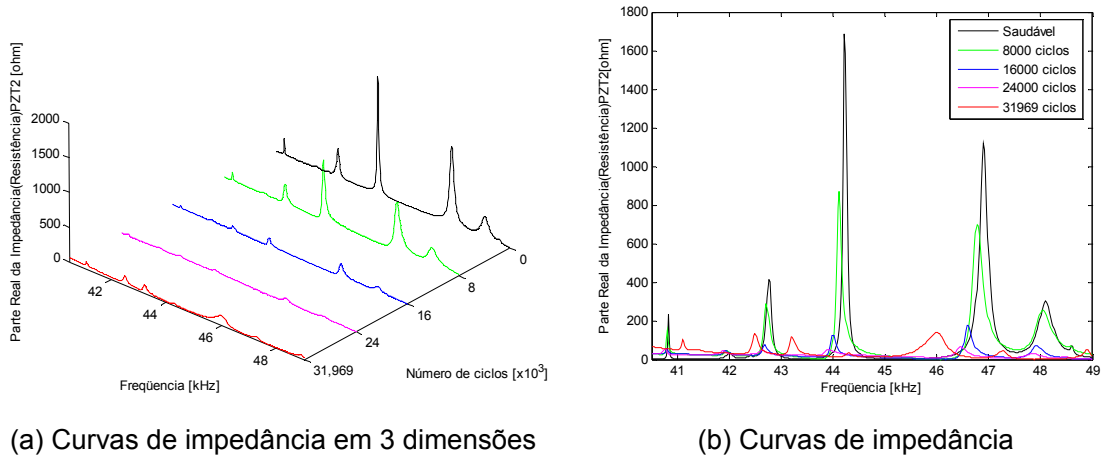 Parte Real da Impedância(Resistência)PZT2 [ohm]
2000
1500
1000
500
0
42
44
46
48
Freqüencia [kHz]
0
8
16
24
31.969
Número de ciclos [x10³]
(a) Curvas de impedância em 3 dimensões
Parte Real da Impedância(Resistência)PZT2[ohm]
1800
1600
1400
1200
1000
800
600
400
200
0
41
42
43
44
45
46
47
48
49
Freqüencia [kHz]
Saudável
8000 ciclos
16000 ciclos
24000 ciclos
31969 ciclos
(b) Curvas de impedância